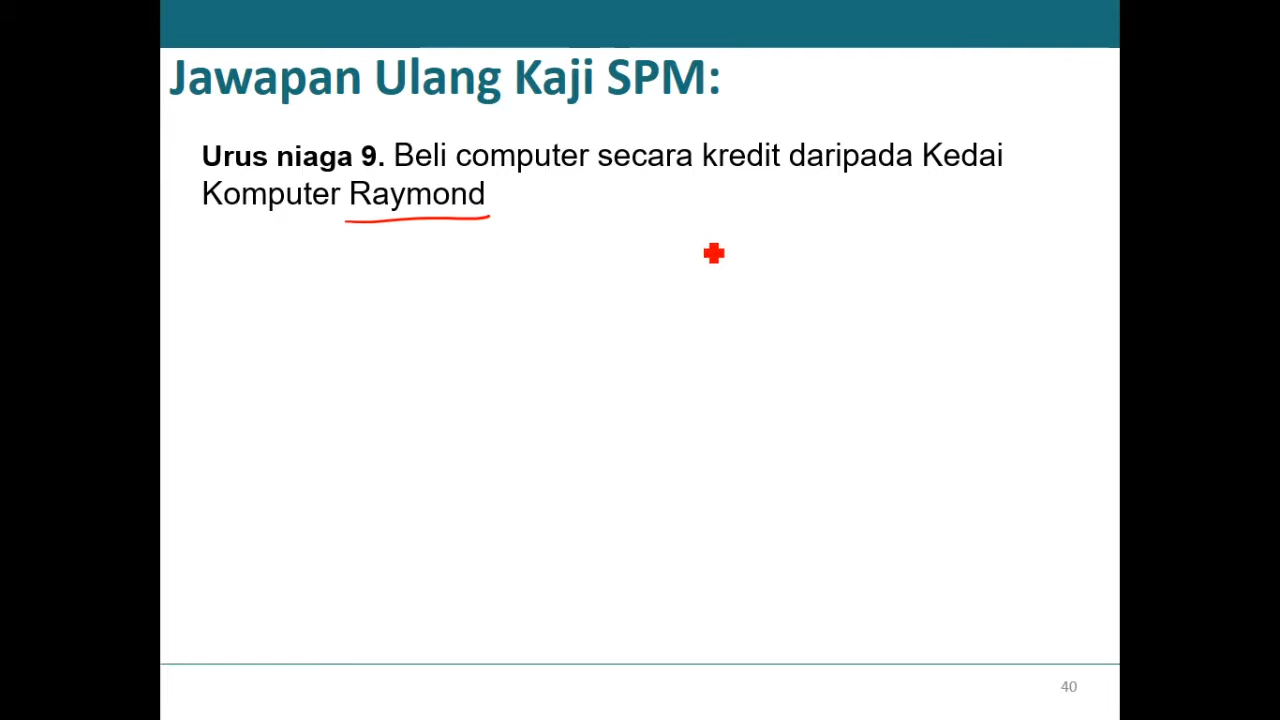 Jawapan Ulang Kaji SPM:
Urus niaga 9. Beli computer secara kredit daripada Kedai
Komputer Raymond
40